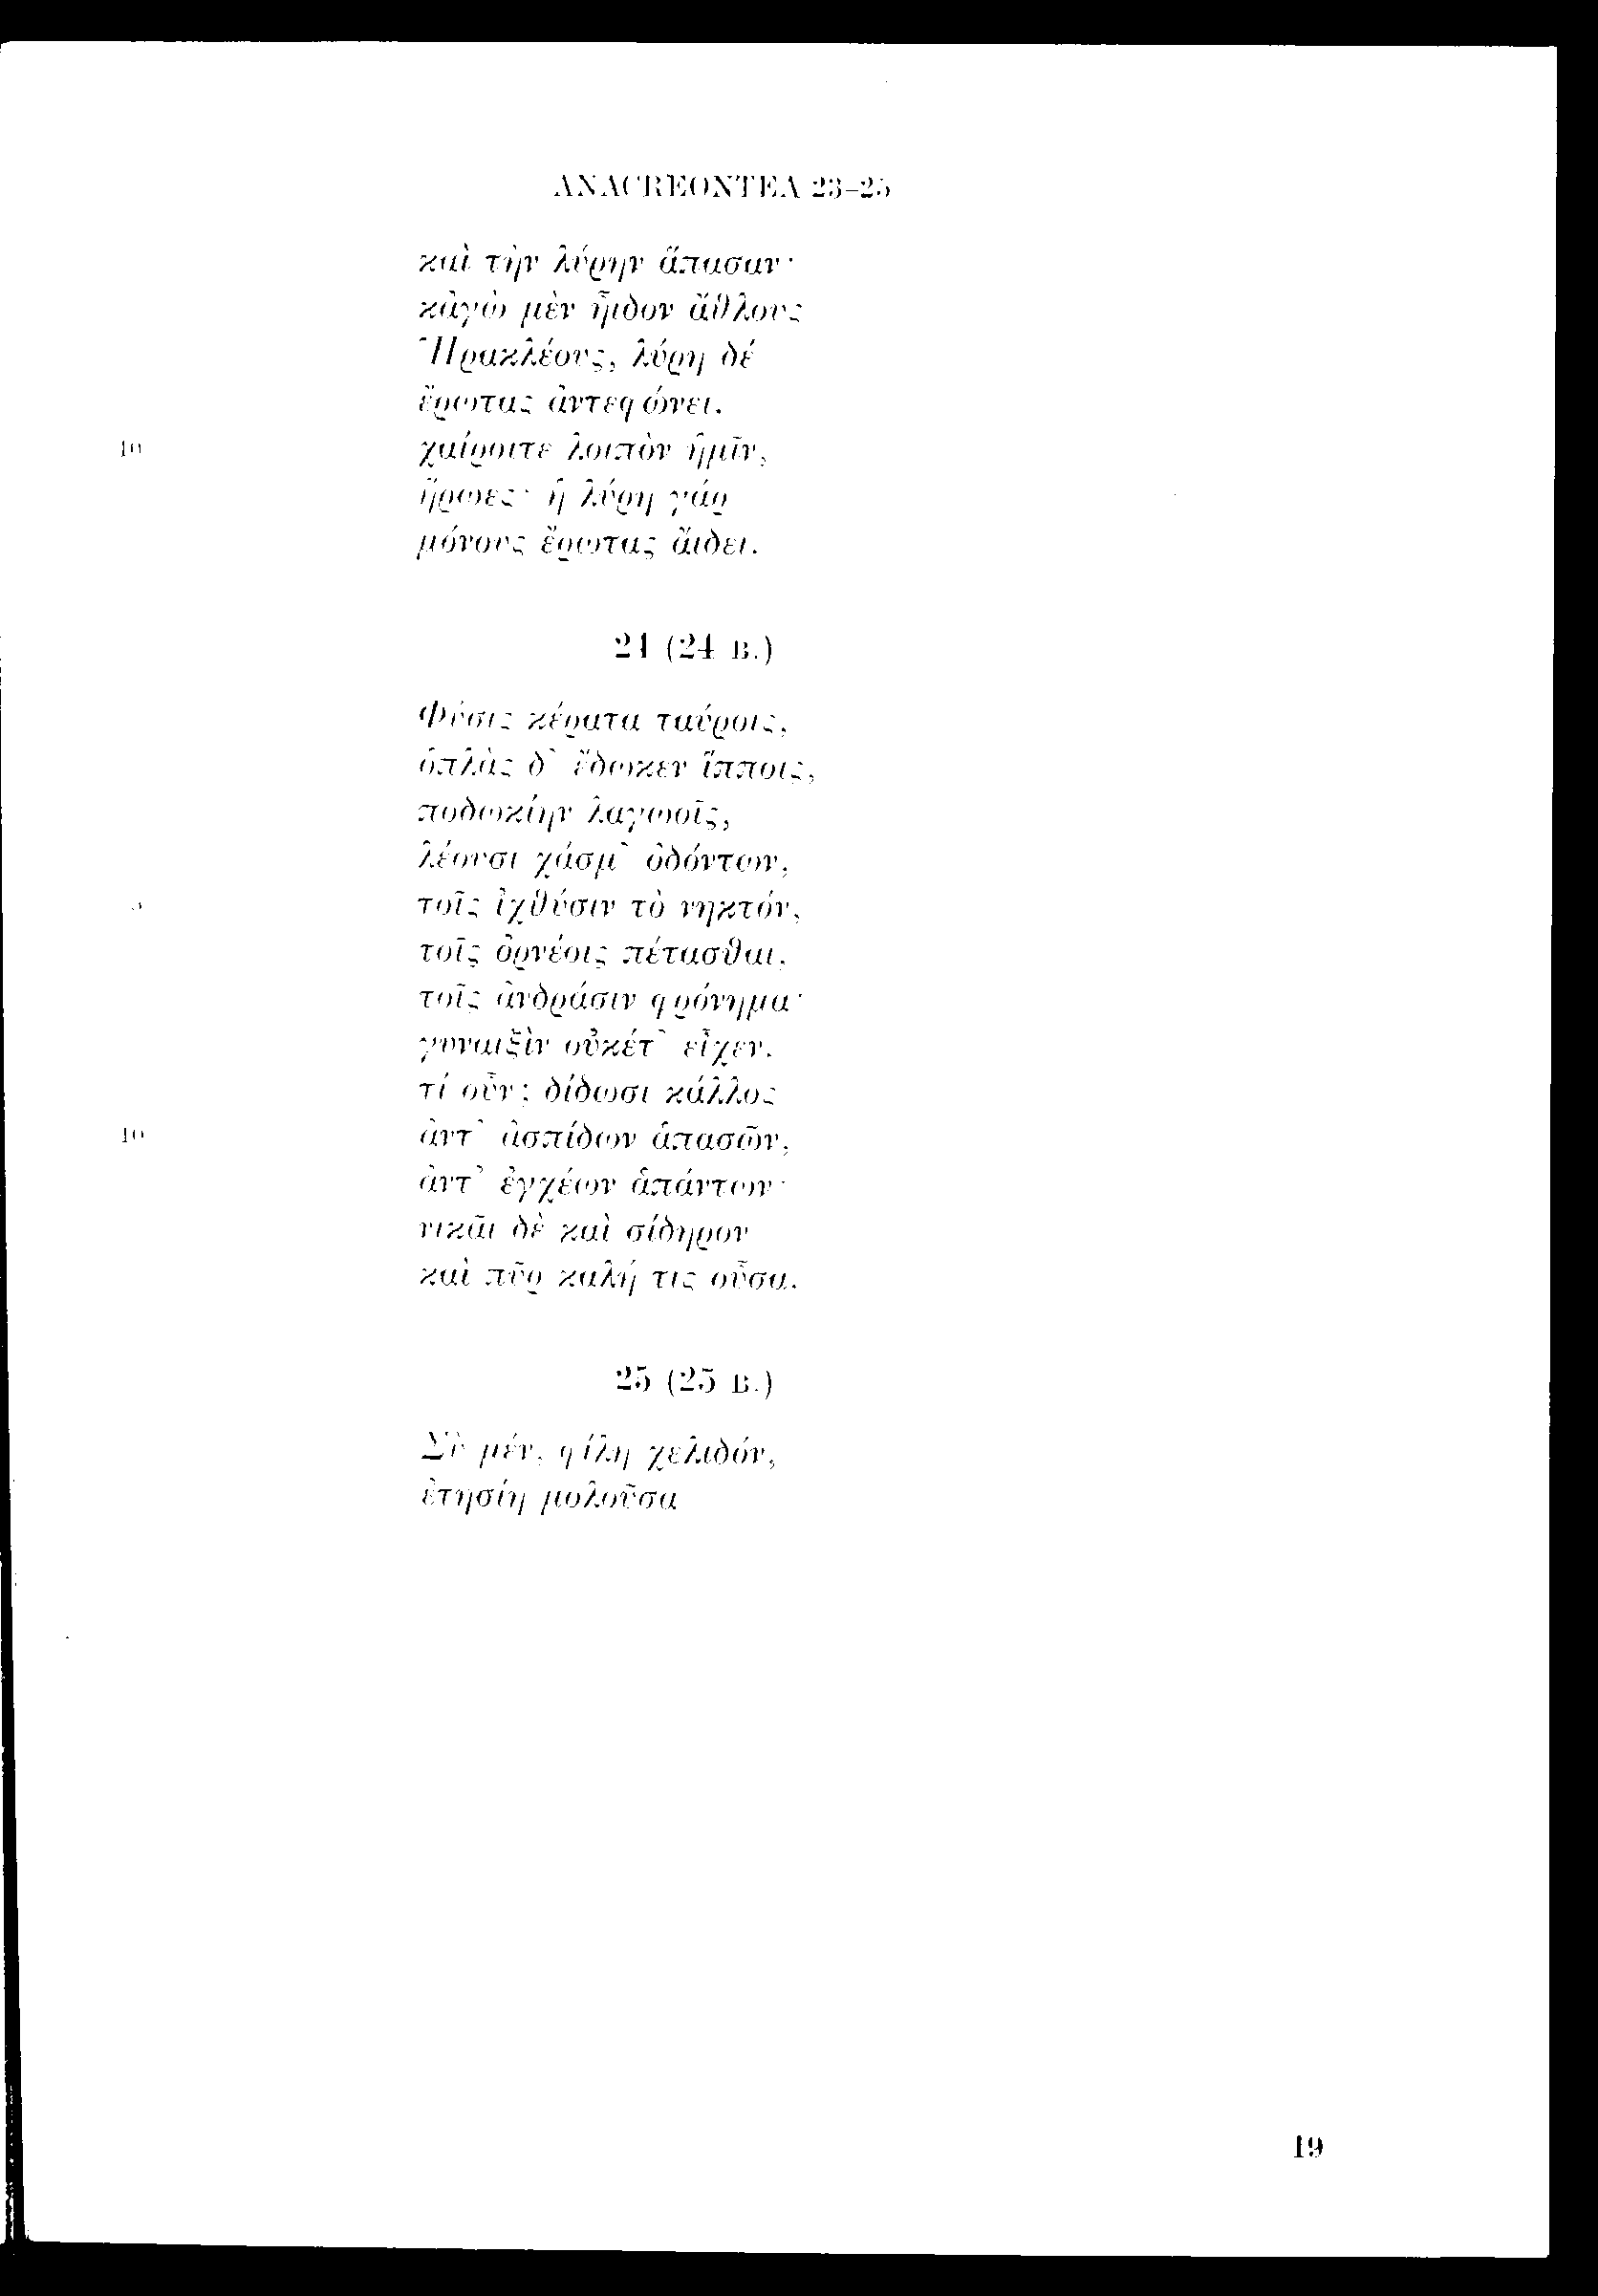 ANACREONTEA 23–25
καὶ τὴν λύρην ἅπασαν·
κἀγὼ μὲν ἦιδον ἄθλους
Ἡρακλέους, λύρη δέ
ἔρωτας ἀντεφώνει.
10 χαίροιτε λοιπὸν ἡμῖν,
ἥρωες· ἡ λύρη γάρ
μόνους ἔρωτας ἄιδει.
24 (24 B.)
Φύσις κέρατα ταύροις,
ὁπλὰς δ᾽ ἔδωκεν ἵπποις,
ποδωκίην λαγωοῖς,
λέουσι χάσμ᾽ ὀδόντων,
5 τοῖς ἰχθύσιν τὸ νηκτόν,
τοῖς ὀρνέοις πέτασθαι,
τοῖς ἀνδράσιν φρόνημα·
γυναιξὶν οὐκέτ᾽ εἶχεν.
τί οὖν; δίδωσι κάλλος
10 ἀντ᾽ ἀσπίδων ἁπασῶν,
ἀντ᾽ ἐγχέων ἁπάντων·
νικᾶι δὲ καὶ σίδηρον
καὶ πῦρ καλή τις οὖσα.
25 (25 B.)
Σὺ μέν, φίλη χελιδόν,
ἐτησίη μολοῦσα
19